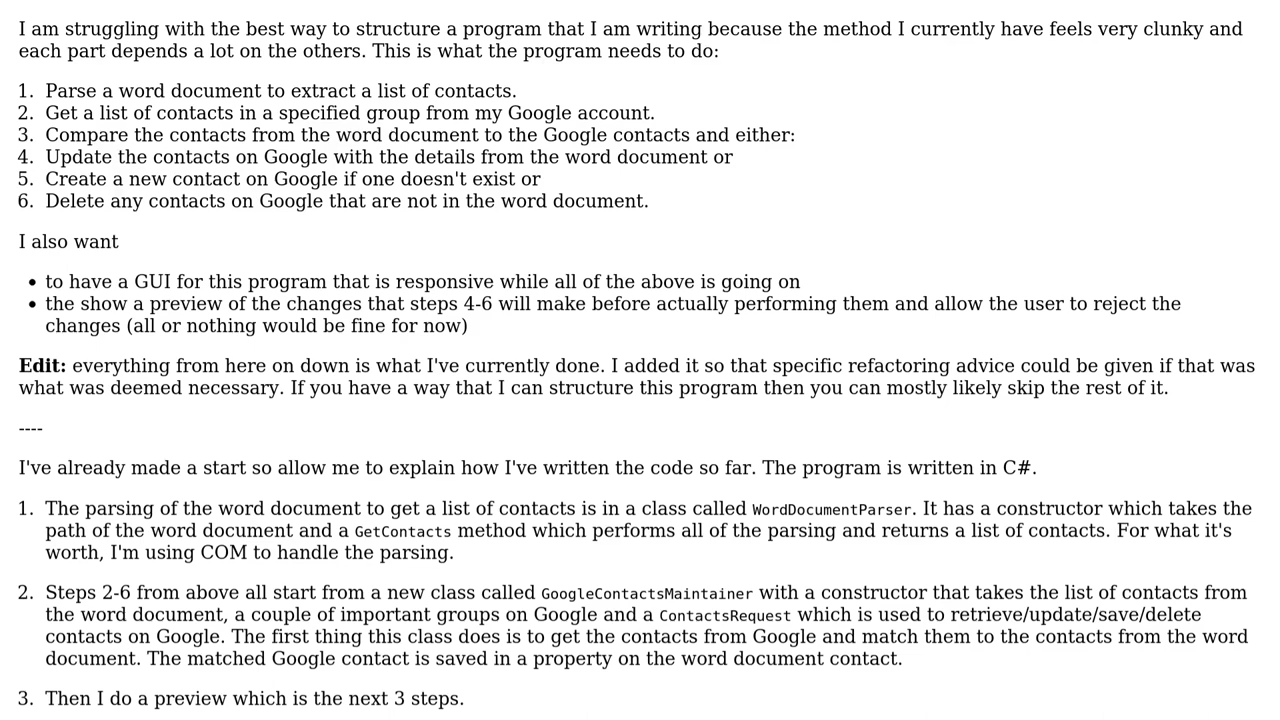 I am struggling with the best way to structure a program that I am writing because the method I currently have feels very clunky and
each part depends a lot on the others. This is what the program needs to do:
1. Parse a word document to extract a list of contacts.
2. Get a list of contacts in a specified group from my Google account.
3. Compare the contacts from the word document to the Google contacts and either:
4. Update the contacts on Google with the details from the word document or
5. Create a new contact on Google if one doesn't exist or
6. Delete any contacts on Google that are not in the word document.
I also want
• to have a GUI for this program that is responsive while all of the above is going on
• the show a preview of the changes that steps 4-6 will make before actually performing them and allow the user to reject the
changes (all or nothing would be fine for now)
Edit: everything from here on down is what I've currently done. I added it so that specific refactoring advice could be given if that was
what was deemed necessary. If you have a way that I can structure this program then you can mostly likely skip the rest of it.
----
I've already made a start so allow me to explain how I've written the code so far. The program is written in C#.
1. The parsing of the word document to get a list of contacts is in a class called WordDocumentParser. It has a constructor which takes the
path of the word document and a GetContacts method which performs all of the parsing and returns a list of contacts. For what it's
worth, I'm using COM to handle the parsing.
2. Steps 2-6 from above all start from a new class called GoogleContactsMaintainer with a constructor that takes the list of contacts from
the word document, a couple of important groups on Google and a ContactsRequest which is used to retrieve/update/save/delete
contacts on Google. The first thing this class does is to get the contacts from Google and match them to the contacts from the word
document. The matched Google contact is saved in a property on the word document contact.
3. Then I do a preview which is the next 3 steps.